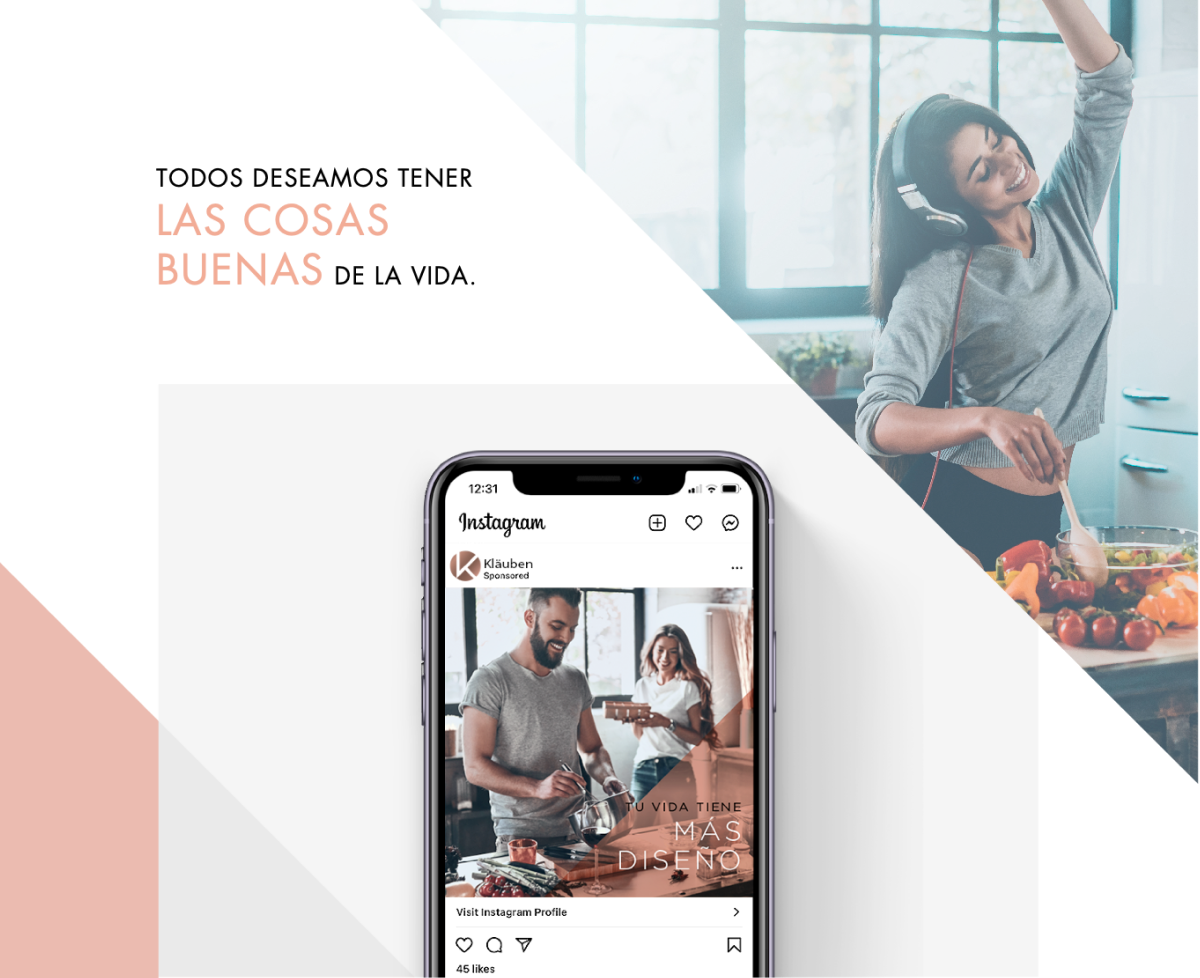 TODOS DESEAMOS TENER
LAS COSAS
BUENAS DE LA VIDA.
12:31
Instagram
Kläuben
Sponsored
TU VIDA TIENE
MÁS
DISEÑO
Visit Instagram Profile
45 likes